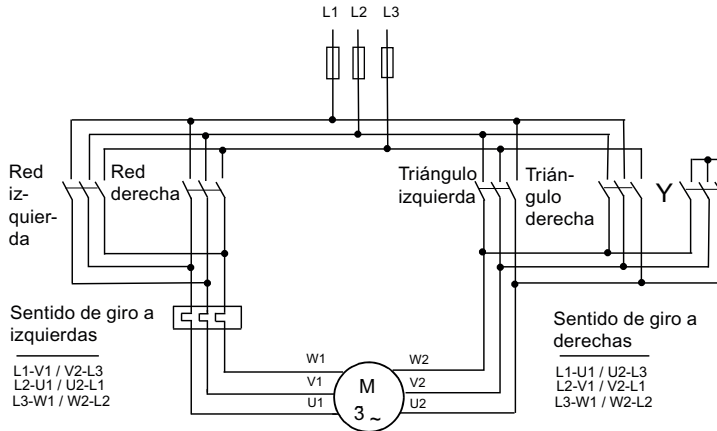 L1 L2 L3
Red
iz-
quier-
da
Red
derecha
Triángulo
izquierda
Trián-
gulo
derecha
Y
Sentido de giro a
izquierdas
L1-V1 / V2-L3
L2-U1 / U2-L1
L3-W1 / W2-L2
W1
V1
U1
M
3 ~
W2
V2
U2
Sentido de giro a
derechas
L1-U1 / U2-L3
L2-V1 / V2-L1
L3-W1 / W2-L2